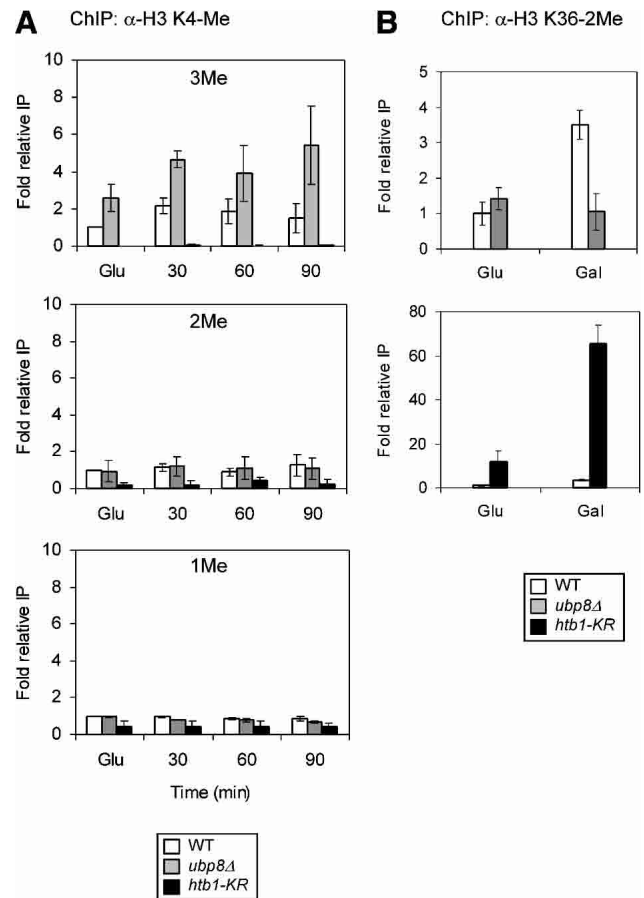 A
ChIP: α-H3 K4-Me
3Me
Fold relative IP
10
8
6
4
2
0
Glu 30 60 90
2Me
Fold relative IP
10
8
6
4
2
0
Glu 30 60 90
1Me
Fold relative IP
10
8
6
4
2
0
Glu 30 60 90
Time (min)
WT
ubp8Δ
htb1-KR
B
ChIP: α-H3 K36-2Me
Fold relative IP
5
4
3
2
1
0
Glu Gal
Fold relative IP
80
60
40
20
0
Glu Gal
WT
ubp8Δ
htb1-KR